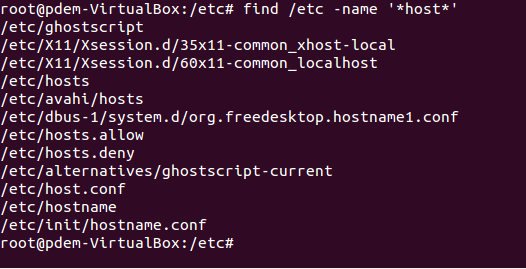 root@pdem-VirtualBox:/etc# find /etc -name '*host*'
/etc/ghostscript
/etc/X11/Xsession.d/35x11-common_xhost-local
/etc/X11/Xsession.d/60x11-common_localhost
/etc/hosts
/etc/avahi/hosts
/etc/dbus-1/system.d/org.freedesktop.hostname1.conf
/etc/hosts.allow
/etc/hosts.deny
/etc/alternatives/ghostscript-current
/etc/host.conf
/etc/hostname
/etc/init/hostname.conf
root@pdem-VirtualBox:/etc#